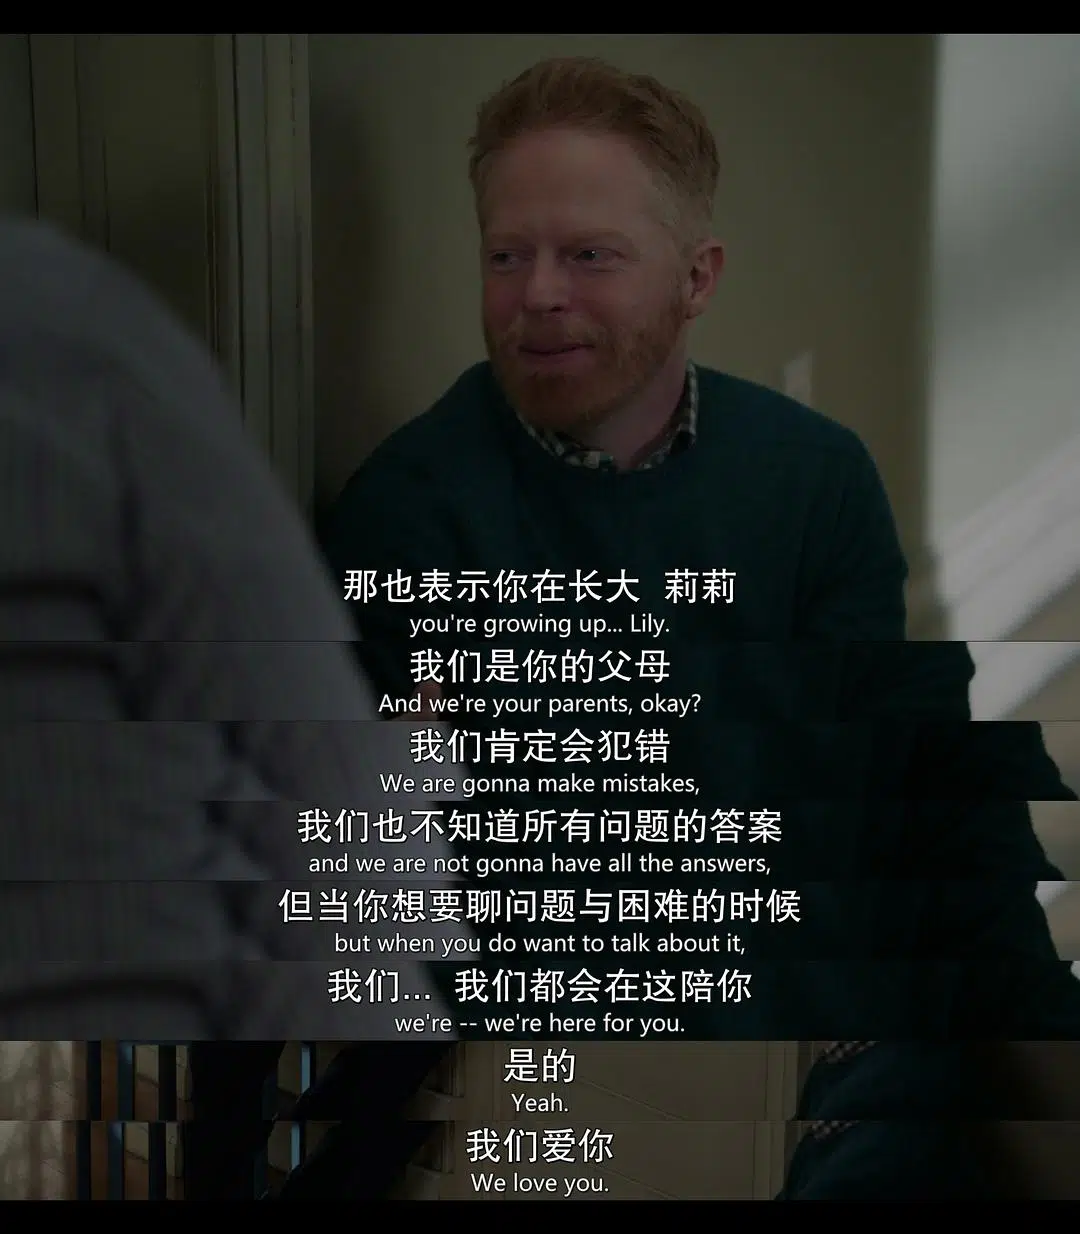 那也表示你在长大 莉莉
you're growing up... Lily.
我们是你的父母
And we're your parents, okay?
我们肯定会犯错
We are gonna make mistakes,
我们也不知道所有问题的答案
and we are not gonna have all the answers,
但当你想要聊问题与困难的时候
but when you do want to talk about it,
我们... 我们都会在这陪你
we're -- we're here for you.
是的
Yeah.
我们爱你
We love you.